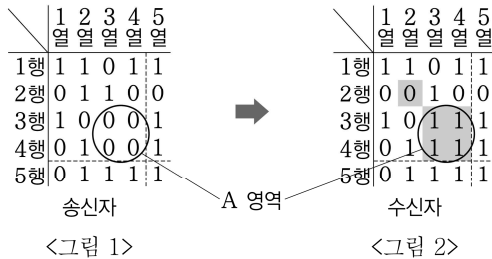 1열 2열 3열 4열 5열 1열 2열 3열 4열 5열
1행 1 1 0 1 1 1행 1 1 0 1 1
2행 0 1 1 0 0 2행 0 0 1 0 0
3행 1 0 0 0 1 3행 1 0 1 1 1
4행 0 1 0 0 1 4행 0 1 1 1 1
5행 0 1 1 1 1 5행 0 1 1 1 1
A 영역
송신자 수신자
<그림 1> <그림 2>